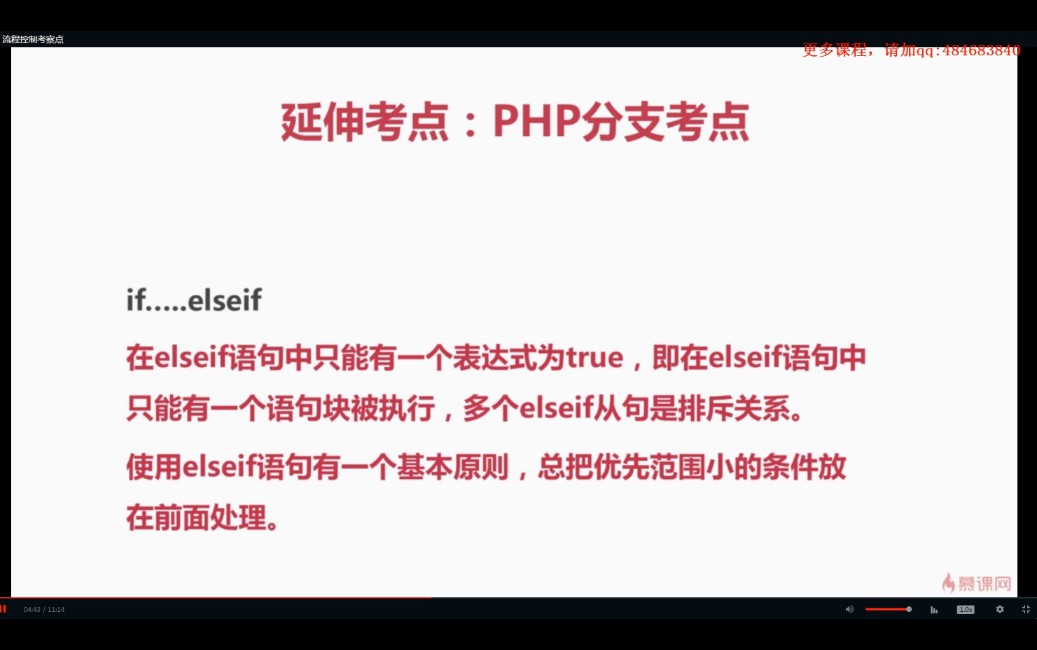 流程控制考察点
更多课程，请加qq:484683840
延伸考点：PHP分支考点
if.....elseif
在elseif语句中只能有一个表达式为true，即在elseif语句中
只能有一个语句块被执行，多个elseif从句是排斥关系。
使用elseif语句有一个基本原则，总把优先范围小的条件放
在前面处理。
慕课网
04:43 / 11:14
1.0x